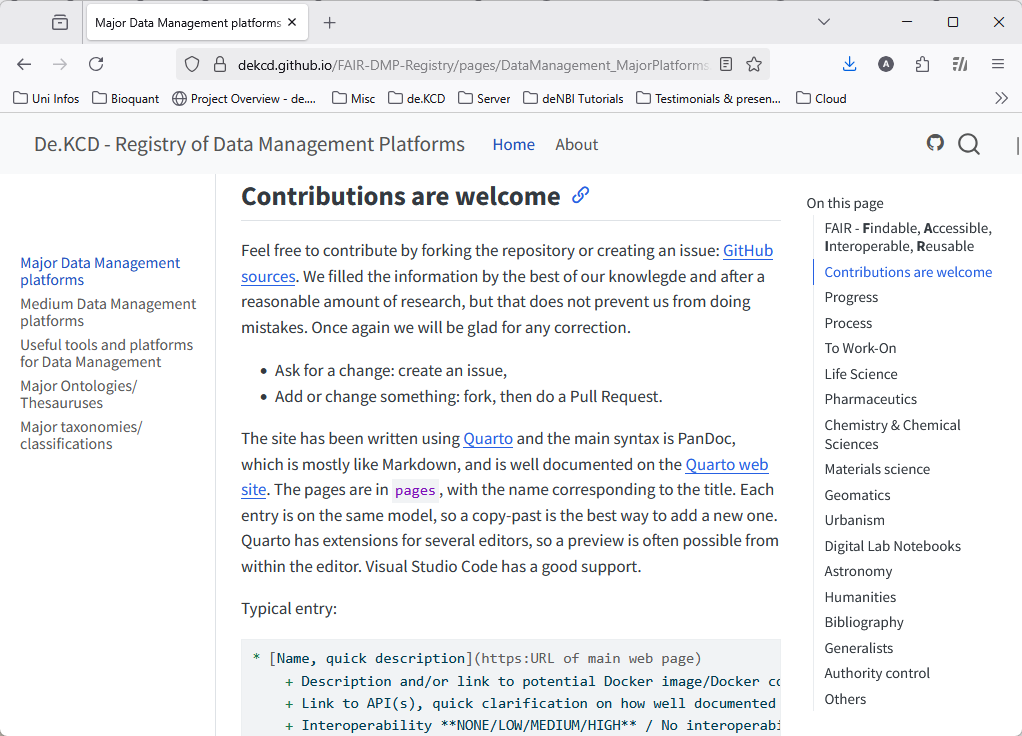 Major Data Management platforms
dekcd.github.io/FAIR-DMP-Registry/pages/DataManagement_MajorPlatforms
A
Uni Infos
Bioquant
Project Overview - de....
Misc
de.KCD
Server
deNBI Tutorials
Testimonials & presen...
Cloud
De.KCD - Registry of Data Management Platforms
Home
About
Major Data Management
platforms
Medium Data Management
platforms
Useful tools and platforms
for Data Management
Major Ontologies/
Thesauruses
Major taxonomies/
classifications
Contributions are welcome
Feel free to contribute by forking the repository or creating an issue: GitHub
sources. We filled the information by the best of our knowlegde and after a
reasonable amount of research, but that does not prevent us from doing
mistakes. Once again we will be glad for any correction.
• Ask for a change: create an issue,
• Add or change something: fork, then do a Pull Request.
The site has been written using Quarto and the main syntax is PanDoc,
which is mostly like Markdown, and is well documented on the Quarto web
site. The pages are in pages, with the name corresponding to the title. Each
entry is on the same model, so a copy-past is the best way to add a new one.
Quarto has extensions for several editors, so a preview is often possible from
within the editor. Visual Studio Code has a good support.
Typical entry:
* [Name, quick description](https:URL of main web page)
+ Description and/or link to potential Docker image/Docker
+ Link to API(s), quick clarification on how well documented
+ Interoperability **NONE/LOW/MEDIUM/HIGH** / No
On this page
FAIR - Findable, Accessible,
Interoperable, Reusable
Contributions are welcome
Progress
Process
To Work-On
Life Science
Pharmaceutics
Chemistry & Chemical
Sciences
Materials science
Geomatics
Urbanism
Digital Lab Notebooks
Astronomy
Humanities
Bibliography
Generalists
Authority control
Others